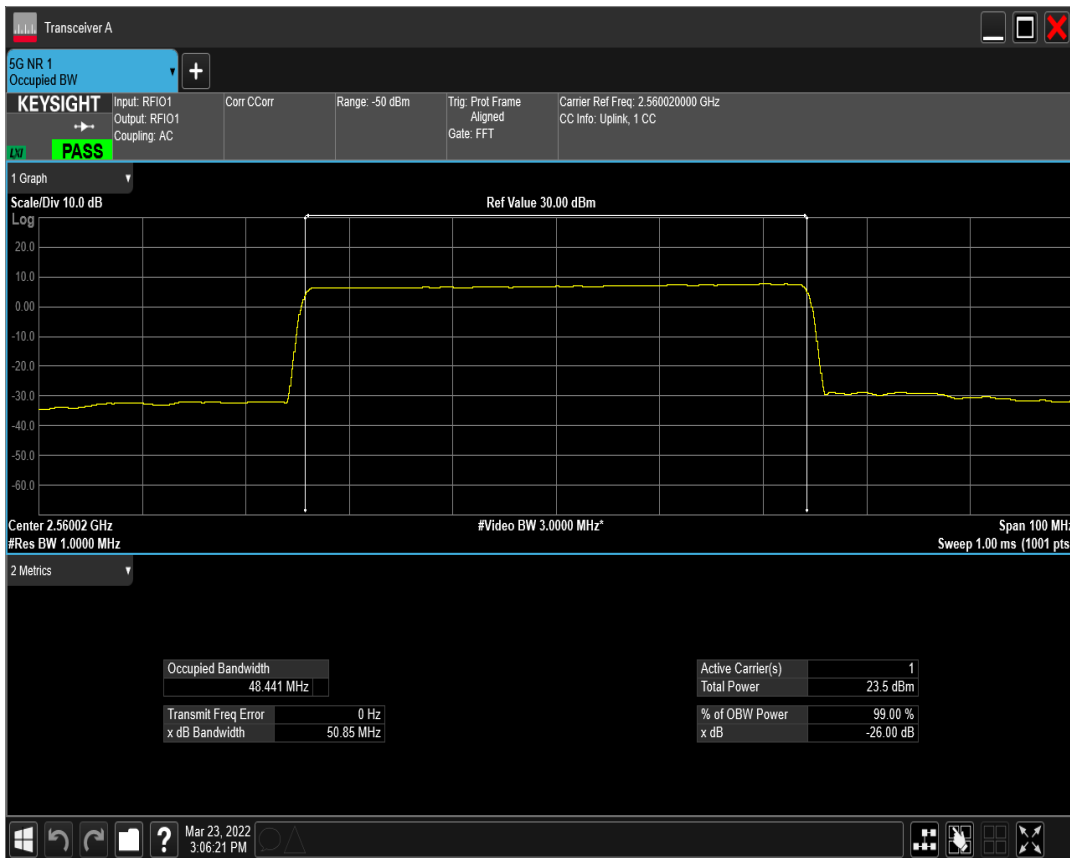 Transceiver A
5G NR 1
Occupied BW
+
KEYSIGHT
LXI
PASS
Input: RFIO1
Output: RFIO1
Coupling: AC
Corr CCorr
Range: -50 dBm
Trig: Prot Frame
Aligned
Gate: FFT
Carrier Ref Freq: 2.560020000 GHz
CC Info: Uplink, 1 CC
1 Graph
Scale/Div 10.0 dB
Ref Value 30.00 dBm
Log
20.0
10.0
0.00
-10.0
-20.0
-30.0
-40.0
-50.0
-60.0
Center 2.56002 GHz
#Video BW 3.0000 MHz*
Span 100 MHz
#Res BW 1.0000 MHz
Sweep 1.00 ms (1001 pts
2 Metrics
Occupied Bandwidth
48.441 MHz
Transmit Freq Error 0 Hz
x dB Bandwidth 50.85 MHz
Active Carrier(s) 1
Total Power 23.5 dBm
% of OBW Power 99.00 %
x dB -26.00 dB
?
Mar 23, 2022
3:06:21 PM